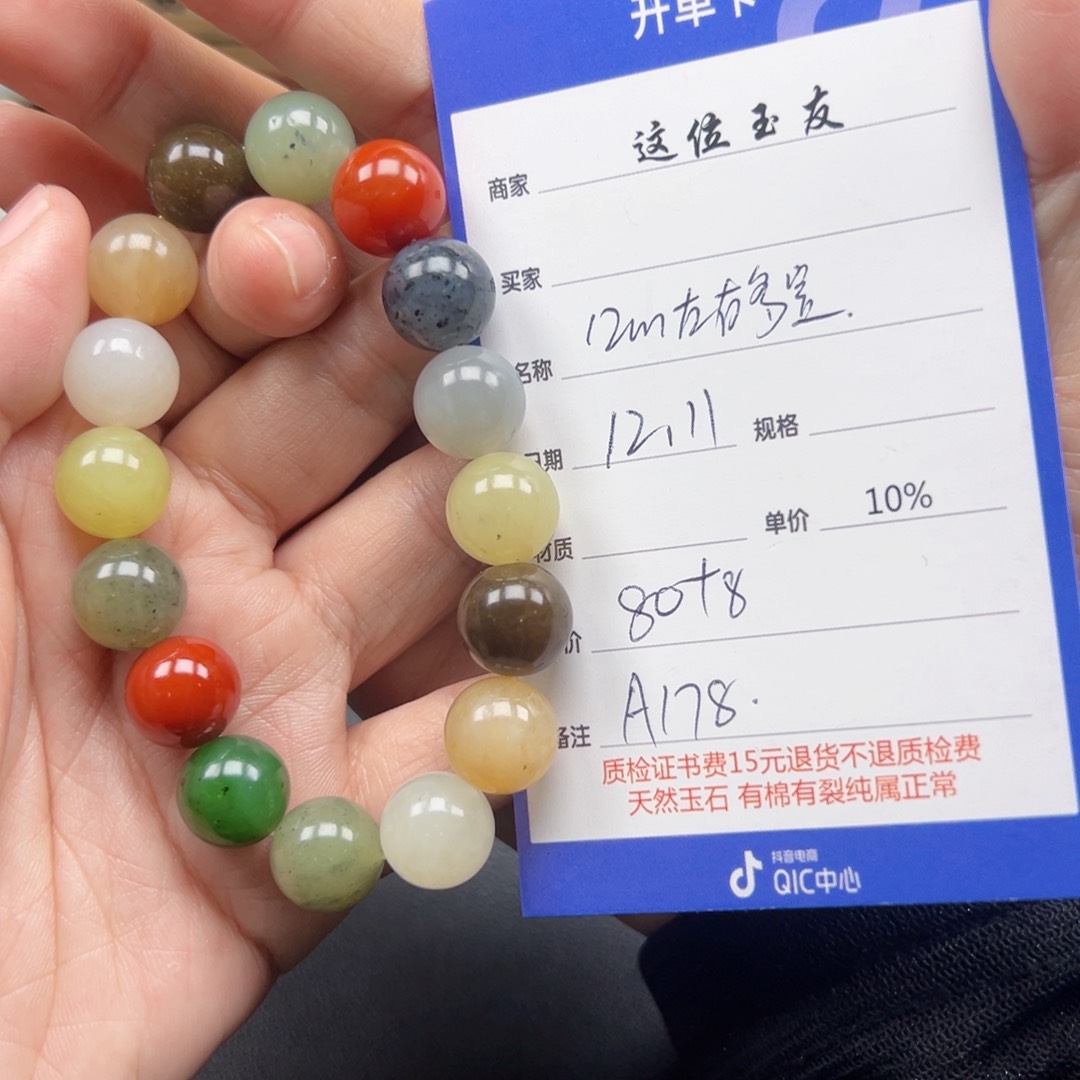 开单卡
商家 这位玉友
买家
名称 12m左右多宝.
日期 12.11 规格
材质 单价 10%
价 80+8
备注 A178.
质检证书费15元退货不退质检费
天然玉石 有棉有裂纯属正常
抖音电商
QIC中心